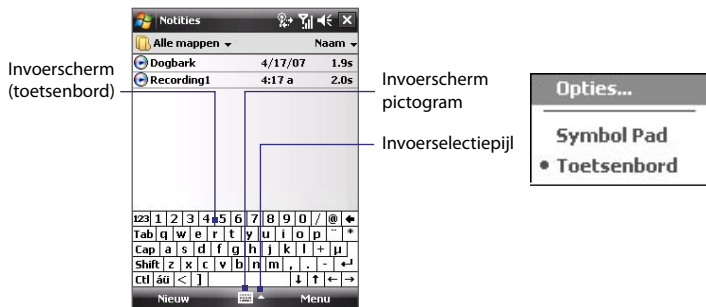 Notities
Alle mappen Naam
Dogbark 4/17/07 1.9s
Recording1 4:17 a 2.0s
Invoerscherm
(toetsenbord)
Invoerscherm
pictogram
Invoerselectiepijl
123 1 2 3 4 5 6 7 8 9 0 / @
Tab q w e r t y u i o p ¨ *
Cap a s d f g h j k l + µ
Shift z x c v b n m , . - ↵
Ctl áü < ] ↓ ↑ ← →
Nieuw Menu
Opties...
Symbol Pad
Toetsenbord